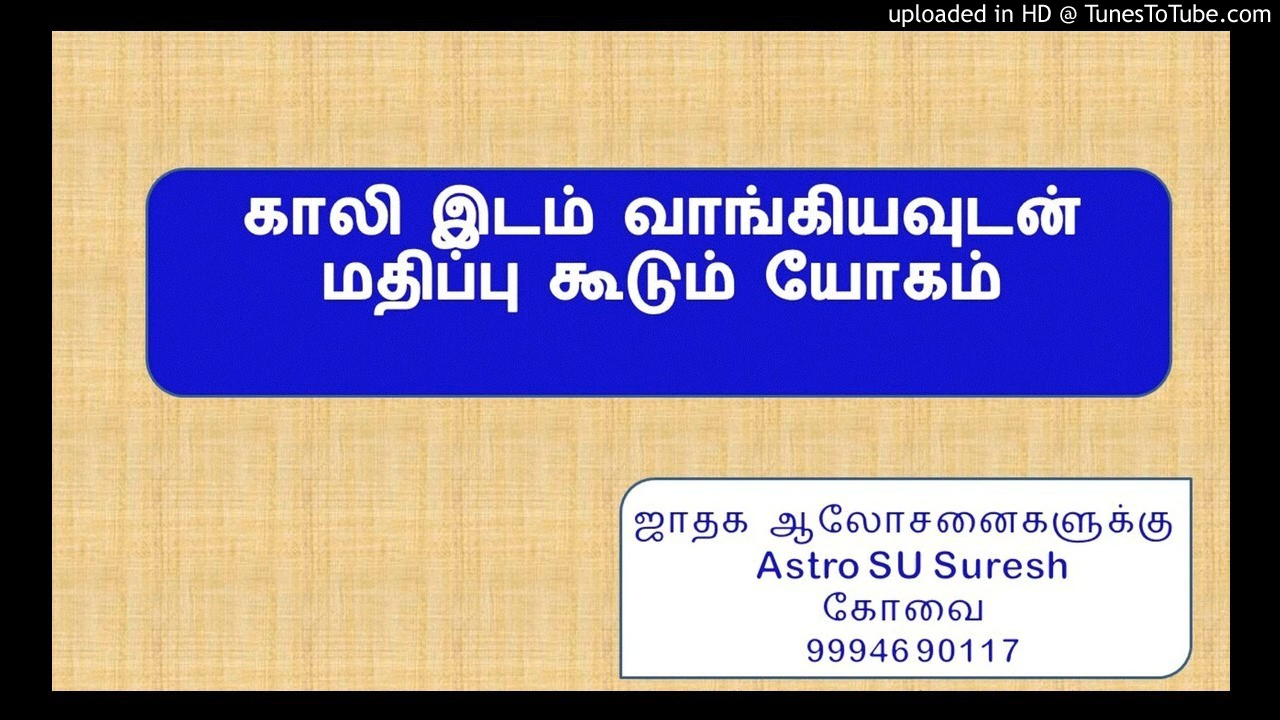 uploaded in HD @ TunesToTube.com
காலி இடம் வாங்கியவுடன்
மதிப்பு கூடும் யோகம்
ஜாதக ஆலோசனைகளுக்கு
Astro SU Suresh
கோவை
9994690117